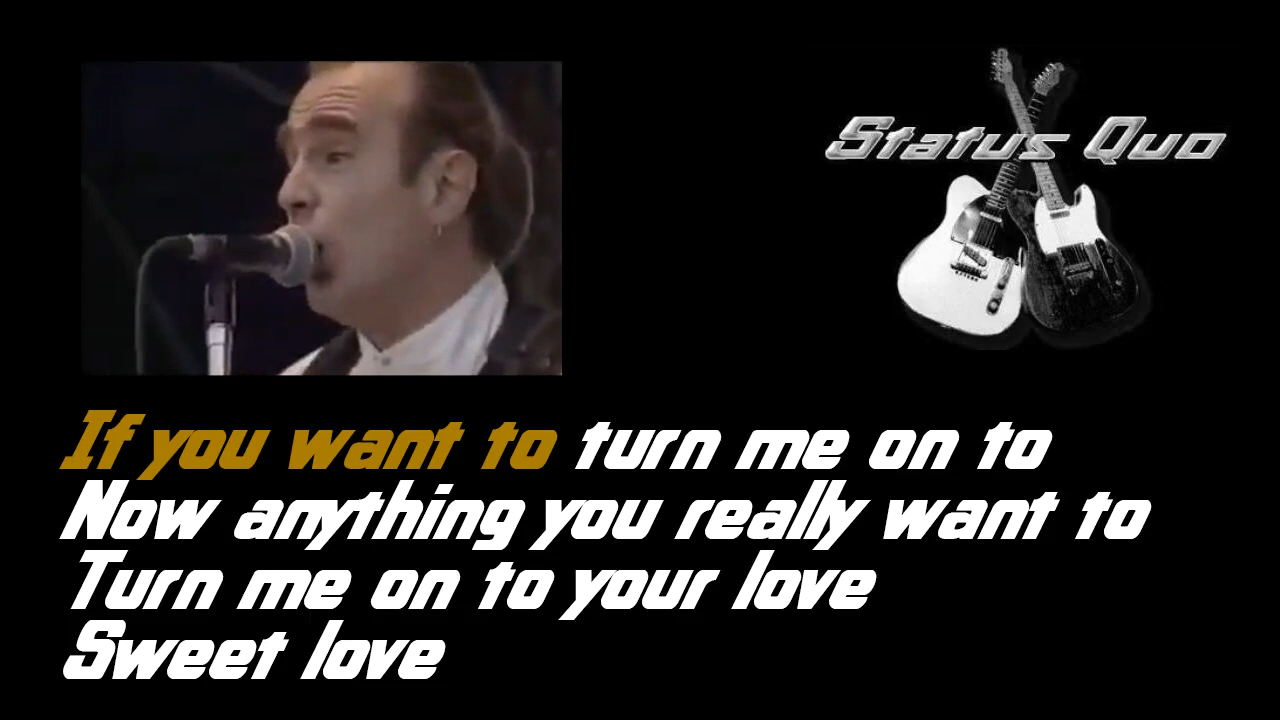 Status Quo
If you want to turn me on to
Now anything you really want to
Turn me on to your love
Sweet love